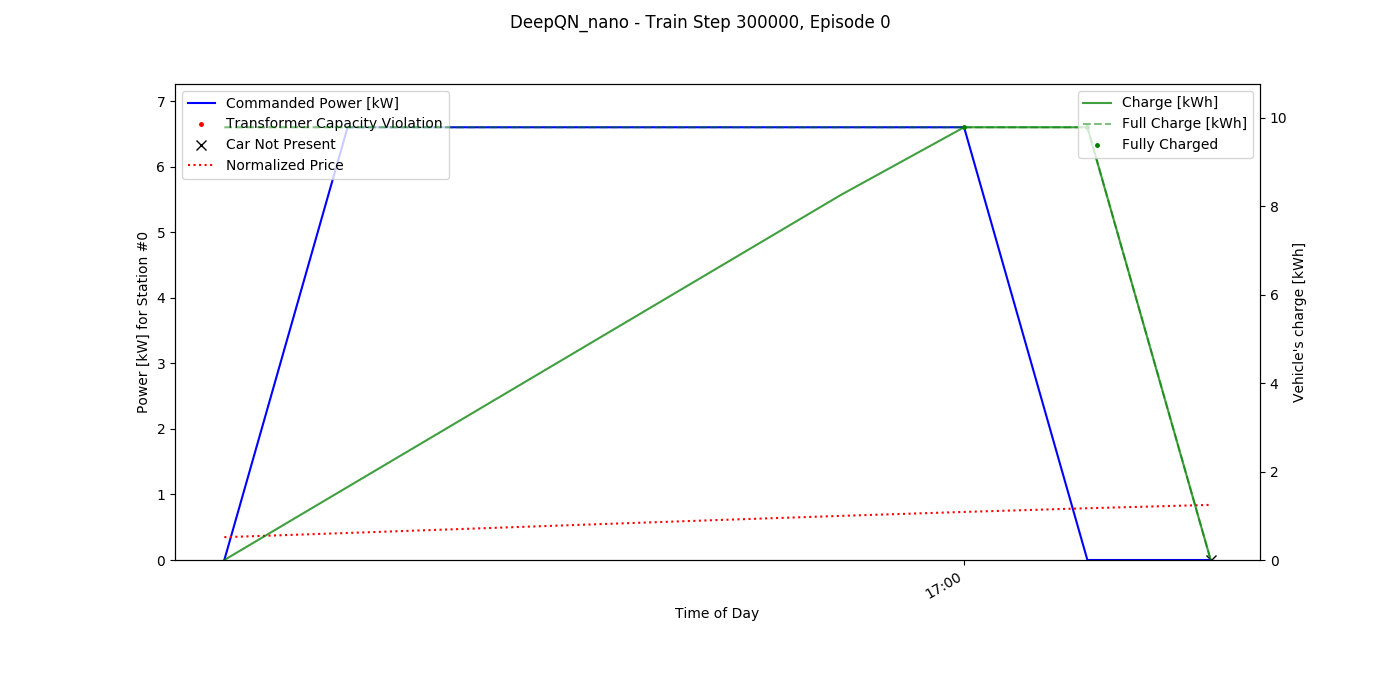 DeepQN_nano - Train Step 300000, Episode 0
Commanded Power [kW]
Transformer Capacity Violation
Car Not Present
Normalized Price
Charge [kWh]
Full Charge [kWh]
Fully Charged
7
6
5
4
3
2
1
0
Power [kW] for Station #0
10
8
6
4
2
0
Vehicle's charge [kWh]
17:00
Time of Day